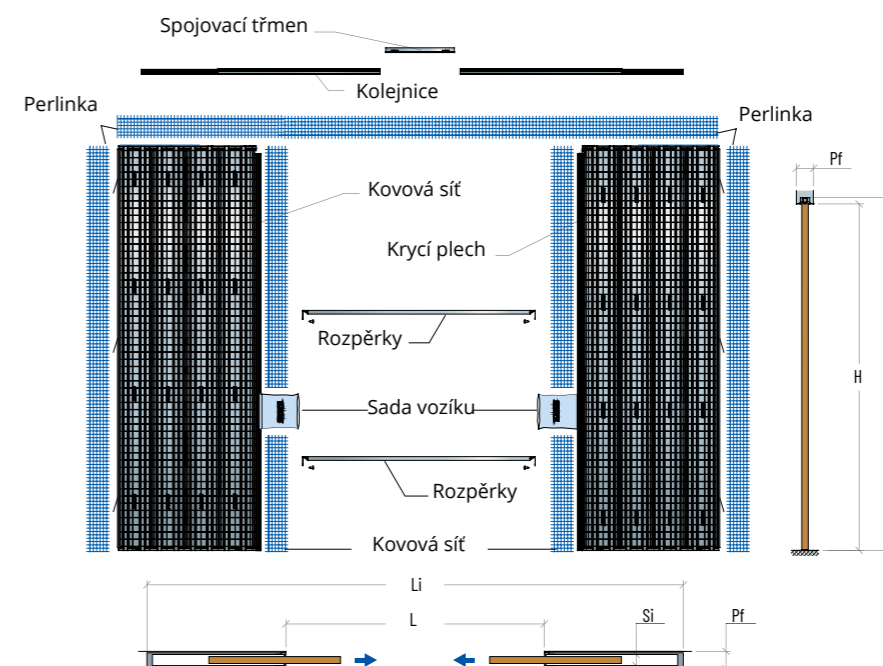 Spojovací třmen
Kolejnice
Perlinka
Perlinka
Pf
Kovová síť
Krycí plech
Rozpěrky
H
Sada vozíku
Rozpěrky
Kovová síť
Li
L
Si
Pf